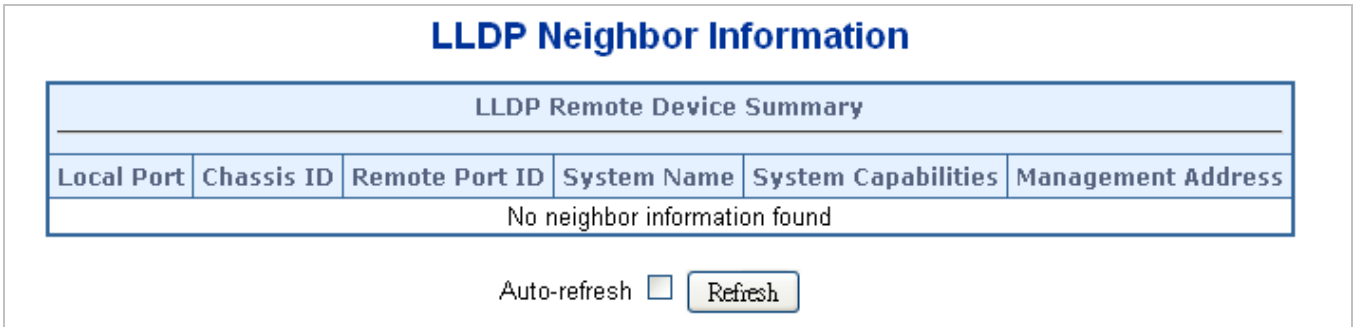 LLDP Neighbor Information
LLDP Remote Device Summary
Local Port Chassis ID Remote Port ID System Name System Capabilities Management Address
No neighbor information found
Auto-refresh Refresh